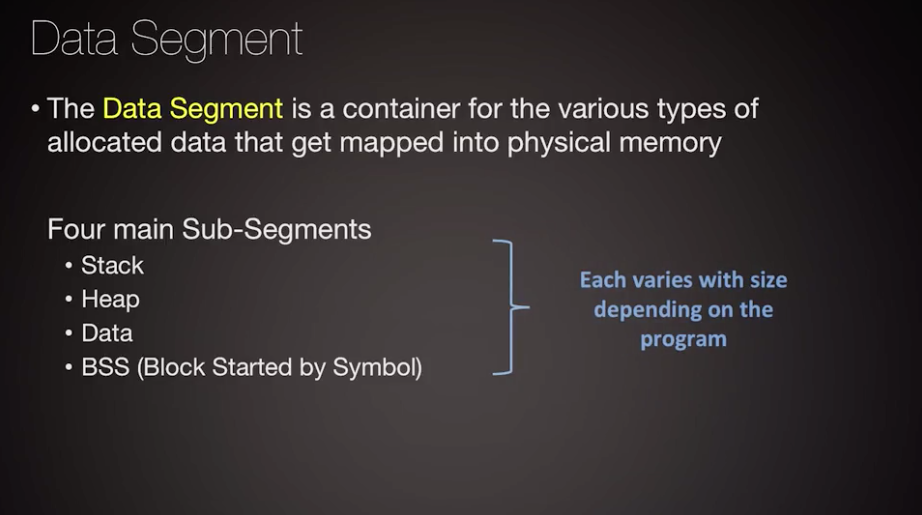 Data Segment
• The Data Segment is a container for the various types of
allocated data that get mapped into physical memory
Four main Sub-Segments
• Stack
• Heap
• Data
• BSS (Block Started by Symbol)
Each varies with size
depending on the
program